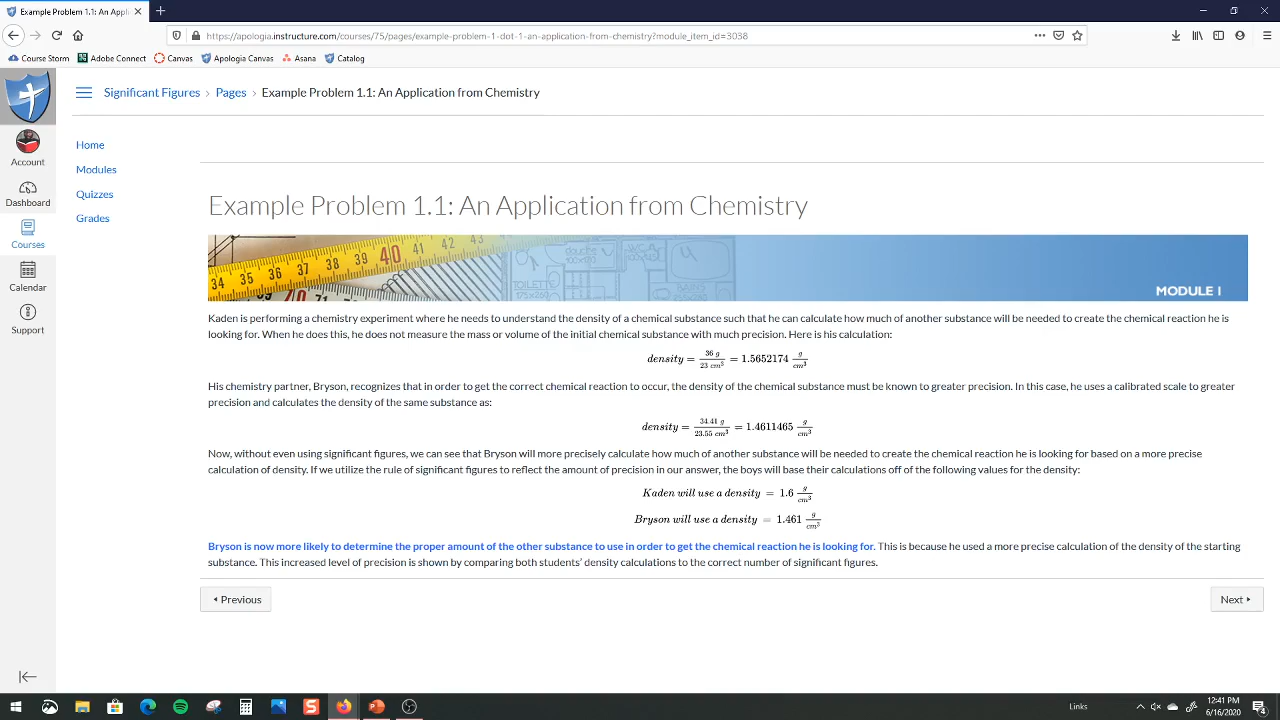 Example Problem 1.1: An Appli
https://apologia.instructure.com/courses/75/pages/example-problem-1-dot-1-an-application-from-chemistry?module_item_id=3038
Course Storm Adobe Connect Canvas Apologia Canvas Asana Catalog
Significant Figures > Pages > Example Problem 1.1: An Application from Chemistry
Account
Dashboard
Courses
Calendar
Support
Home
Modules
Quizzes
Grades
Example Problem 1.1: An Application from Chemistry
34 35 36 37 38 39 40 41 42 43
MODULE 1
Kaden is performing a chemistry experiment where he needs to understand the density of a chemical substance such that he can calculate how much of another substance will be needed to create the chemical reaction he is
looking for. When he does this, he does not measure the mass or volume of the initial chemical substance with much precision. Here is his calculation:
density = 36 g / 23 cm³ = 1.5652174 g/cm³
His chemistry partner, Bryson, recognizes that in order to get the correct chemical reaction to occur, the density of the chemical substance must be known to greater precision. In this case, he uses a calibrated scale to greater
precision and calculates the density of the same substance as:
density = 34.41 g / 23.55 cm³ = 1.4611465 g/cm³
Now, without even using significant figures, we can see that Bryson will more precisely calculate how much of another substance will be needed to create the chemical reaction he is looking for based on a more precise
calculation of density. If we utilize the rule of significant figures to reflect the amount of precision in our answer, the boys will base their calculations off of the following values for the density:
Kaden will use a density = 1.6 g/cm³
Bryson will use a density = 1.461 g/cm³
Bryson is now more likely to determine the proper amount of the other substance to use in order to get the chemical reaction he is looking for. This is because he used a more precise calculation of the density of the starting
substance. This increased level of precision is shown by comparing both students' density calculations to the correct number of significant figures.
Previous
Next
Links
12:41 PM
6/16/2020